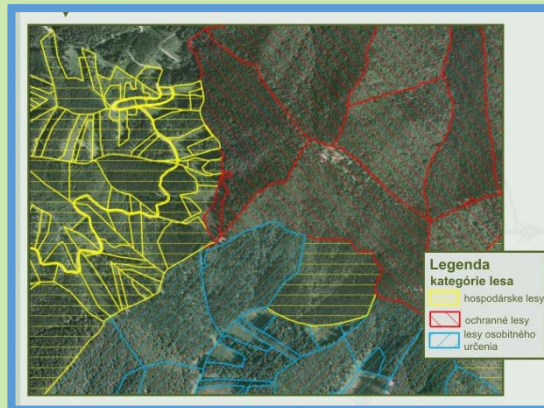 Legenda
kategórie lesa
hospodárske lesy
ochranné lesy
lesy osobitného
určenia